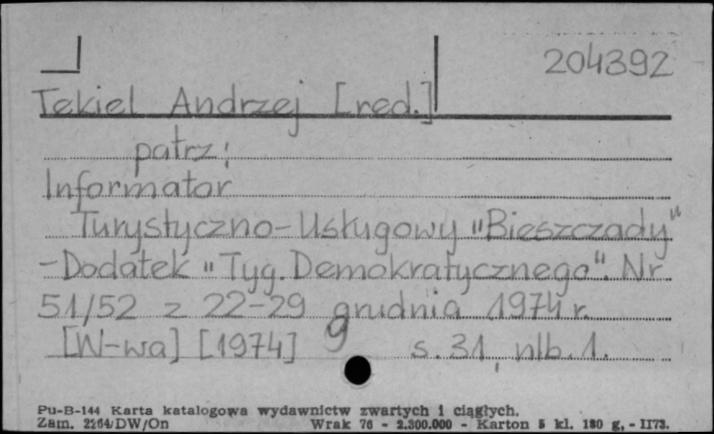 204392
Tekiel Andrzej [red.]
patrz:
Informator
Turystyczno-Usługowy "Bieszczady"
-Dodatek "Tyg. Demokratycznego". Nr
51/52 z 22-29 grudnia 1974 r.
[W-wa] [1974] 9 s. 31, nlb. 1.
Pu-B-144 Karta katalogowa wydawnictw zwartych i ciągłych.
Zam. 2264/DW/On Wrak 76 - 2.300.000 - Karton 5 kl. 180 g, - II73.